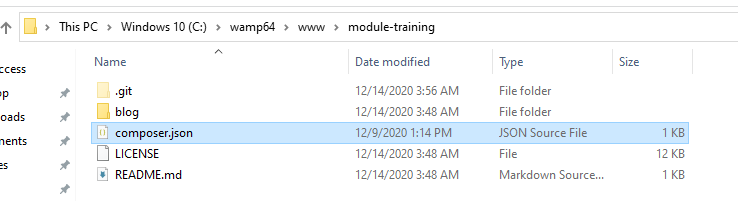 This PC > Windows 10 (C:) > wamp64 > www > module-training
Name Date modified Type Size
.git 12/14/2020 3:56 AM File folder
blog 12/14/2020 3:48 AM File folder
composer.json 12/9/2020 1:14 PM JSON Source File 1 KB
LICENSE 12/14/2020 3:48 AM File 12 KB
README.md 12/14/2020 3:48 AM Markdown Source... 1 KB
ccess
op
loads
ments
es